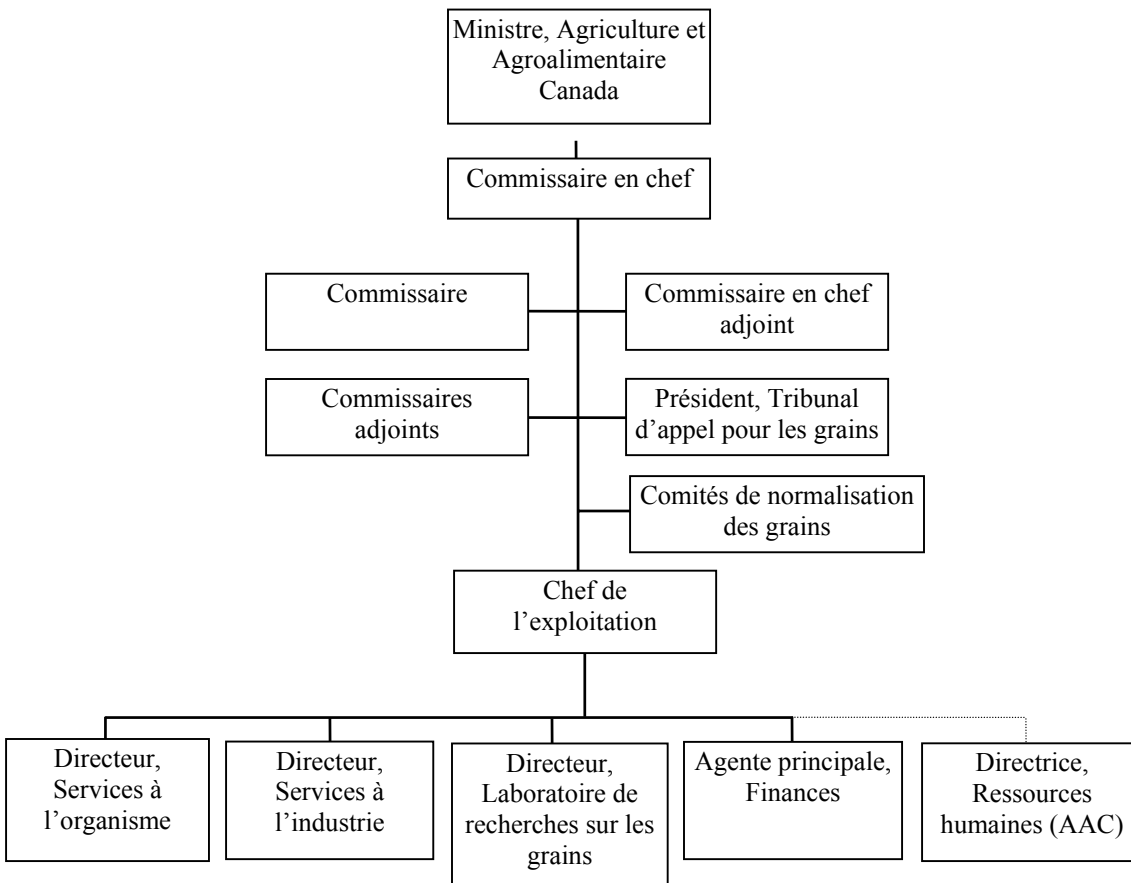 Ministre, Agriculture et
Agroalimentaire
Canada
Commissaire en chef
Commissaire
Commissaire en chef
adjoint
Commissaires
adjoints
Président, Tribunal
d’appel pour les grains
Comités de normalisation
des grains
Chef de
l’exploitation
Directeur,
Services à
l’organisme
Directeur,
Services à
l’industrie
Directeur,
Laboratoire de
recherches sur les
grains
Agente principale,
Finances
Directrice,
Ressources
humaines (AAC)